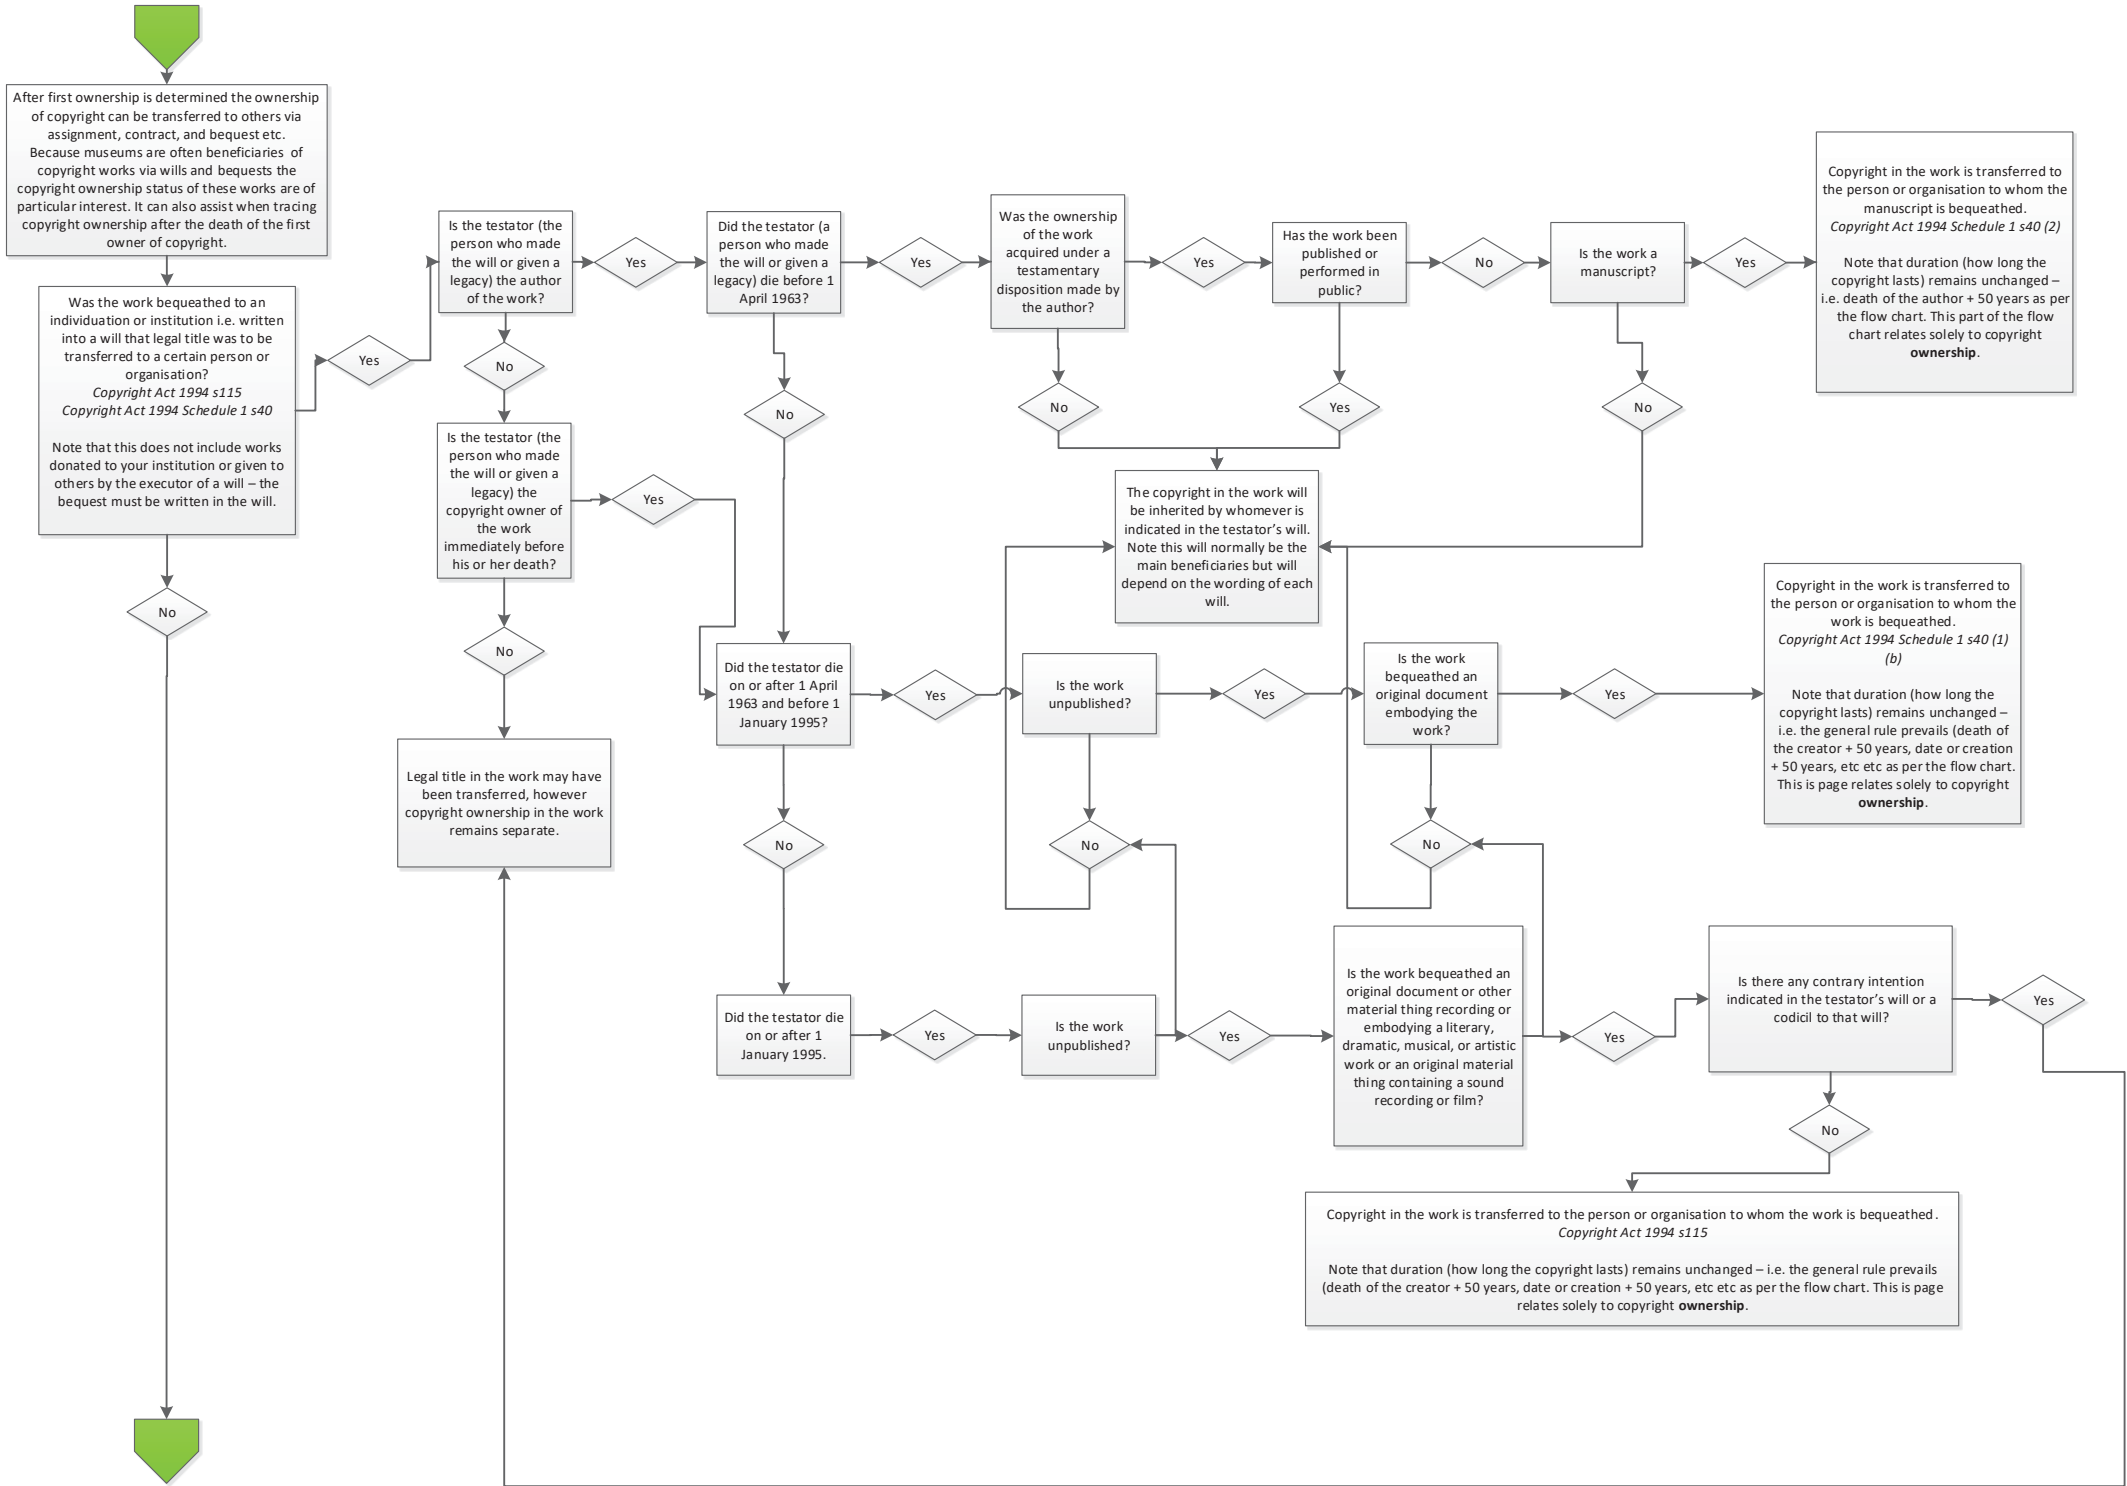 After first ownership is determined the ownership
of copyright can be transferred to others via
assignment, contract, and bequest etc.
Because museums are often beneficiaries of
copyright works via wills and bequests the
copyright ownership status of these works are of
particular interest. It can also assist when tracing
copyright ownership after the death of the first
owner of copyright.
Was the work bequeathed to an
individuation or institution i.e. written
into a will that legal title was to be
transferred to a certain person or
organisation?
Copyright Act 1994 s115
Copyright Act 1994 Schedule 1 s40
Note that this does not include works
donated to your institution or given to
others by the executor of a will – the
bequest must be written in the will.
Yes
No
Is the testator (the
person who made
the will or given a
legacy) the author
of the work?
Yes
No
Did the testator (a
person who made
the will or given a
legacy) die before 1
April 1963?
Yes
No
Was the ownership
of the work
acquired under a
testamentary
disposition made by
the author?
Yes
No
Has the work been
published or
performed in
public?
No
Yes
Is the work a
manuscript?
Yes
No
Copyright in the work is transferred to
the person or organisation to whom the
manuscript is bequeathed.
Copyright Act 1994 Schedule 1 s40 (2)
Note that duration (how long the
copyright lasts) remains unchanged –
i.e. death of the author + 50 years as per
the flow chart. This part of the flow
chart relates solely to copyright
ownership.
Is the testator (the
person who made
the will or given a
legacy) the
copyright owner of
the work
immediately before
his or her death?
Yes
No
The copyright in the work will
be inherited by whomever is
indicated in the testator's will.
Note this will normally be the
main beneficiaries but will
depend on the wording of each
will.
Legal title in the work may have
been transferred, however
copyright ownership in the work
remains separate.
Did the testator die
on or after 1 April
1963 and before 1
January 1995?
Yes
No
Is the work
unpublished?
Yes
No
Is the work
bequeathed an
original document
embodying the
work?
Yes
No
Copyright in the work is transferred to
the person or organisation to whom the
work is bequeathed.
Copyright Act 1994 Schedule 1 s40 (1)
(b)
Note that duration (how long the
copyright lasts) remains unchanged –
i.e. the general rule prevails (death of
the creator + 50 years, date or creation
+ 50 years, etc etc as per the flow chart.
This is page relates solely to copyright
ownership.
Did the testator die
on or after 1
January 1995.
Yes
Is the work
unpublished?
Yes
Is the work bequeathed an
original document or other
material thing recording or
embodying a literary,
dramatic, musical, or artistic
work or an original material
thing containing a sound
recording or film?
Yes
Is there any contrary intention
indicated in the testator's will or a
codicil to that will?
Yes
No
Copyright in the work is transferred to the person or organisation to whom the work is bequeathed.
Copyright Act 1994 s115
Note that duration (how long the copyright lasts) remains unchanged – i.e. the general rule prevails
(death of the creator + 50 years, date or creation + 50 years, etc etc as per the flow chart. This is page
relates solely to copyright ownership.